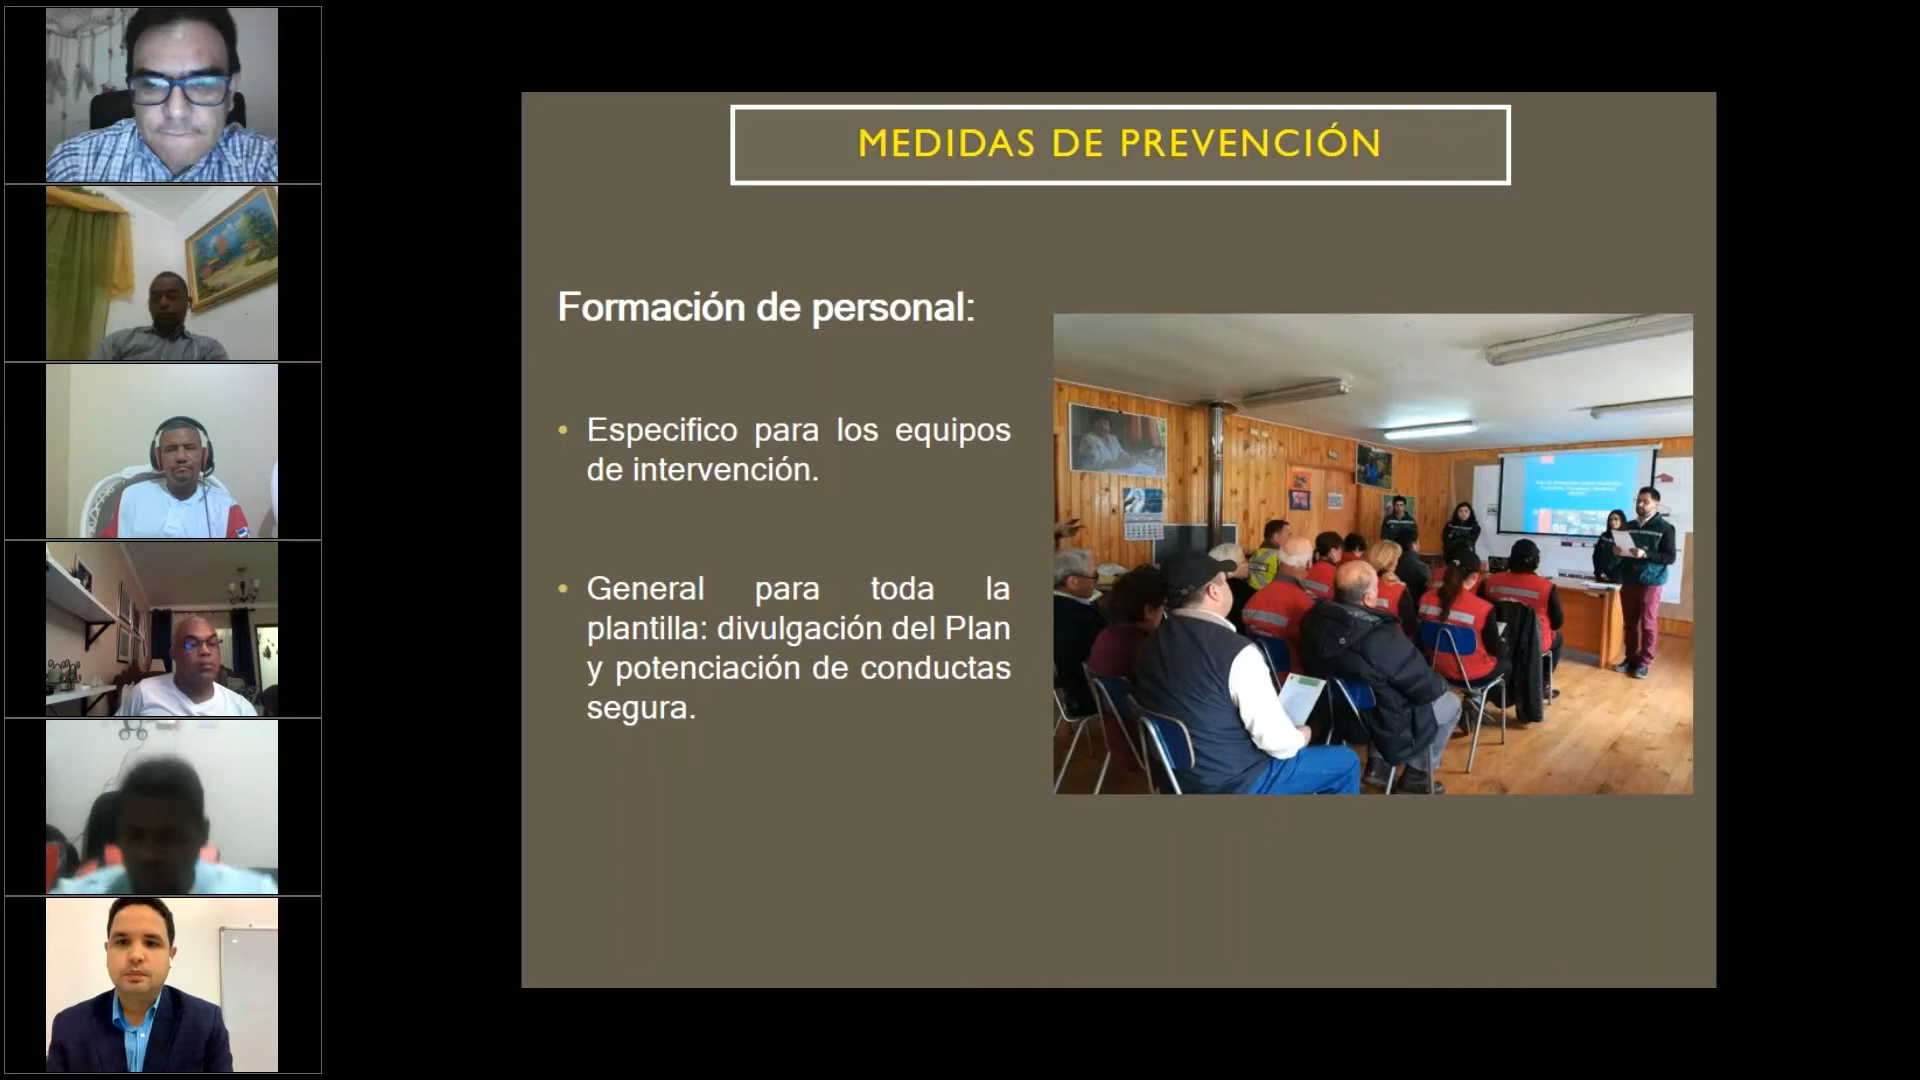 MEDIDAS DE PREVENCIÓN
Formación de personal:
• Especifico para los equipos
de intervención.
• General para toda la
plantilla: divulgación del Plan
y potenciación de conductas
segura.